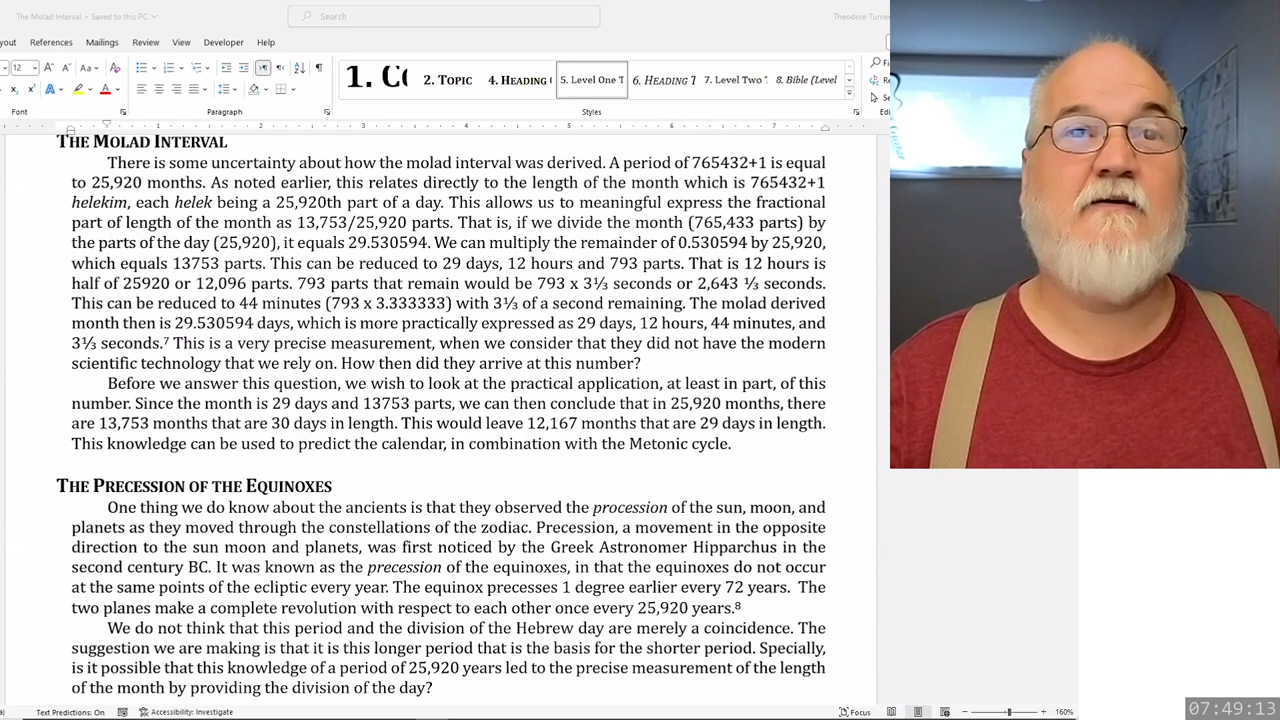 The Molad Interval • Saved to this PC
Search
Theodore Turne
yout References Mailings Review View Developer Help
12
Aa
1. Co 2. TOPIC 4. HEADING 5. Level One T 6. HEADING T 7. Level Two 8. Bible (Level
Fi
Re
Se
Font Paragraph Styles Edi
1 2 3 4 5 6 7
THE MOLAD INTERVAL
There is some uncertainty about how the molad interval was derived. A period of 765432+1 is equal
to 25,920 months. As noted earlier, this relates directly to the length of the month which is 765432+1
helekim, each helek being a 25,920th part of a day. This allows us to meaningful express the fractional
part of length of the month as 13,753/25,920 parts. That is, if we divide the month (765,433 parts) by
the parts of the day (25,920), it equals 29.530594. We can multiply the remainder of 0.530594 by 25,920,
which equals 13753 parts. This can be reduced to 29 days, 12 hours and 793 parts. That is 12 hours is
half of 25920 or 12,096 parts. 793 parts that remain would be 793 x 3⅓ seconds or 2,643 ⅓ seconds.
This can be reduced to 44 minutes (793 x 3.333333) with 3⅓ of a second remaining. The molad derived
month then is 29.530594 days, which is more practically expressed as 29 days, 12 hours, 44 minutes, and
3⅓ seconds.⁷ This is a very precise measurement, when we consider that they did not have the modern
scientific technology that we rely on. How then did they arrive at this number?
Before we answer this question, we wish to look at the practical application, at least in part, of this
number. Since the month is 29 days and 13753 parts, we can then conclude that in 25,920 months, there
are 13,753 months that are 30 days in length. This would leave 12,167 months that are 29 days in length.
This knowledge can be used to predict the calendar, in combination with the Metonic cycle.
THE PRECESSION OF THE EQUINOXES
One thing we do know about the ancients is that they observed the procession of the sun, moon, and
planets as they moved through the constellations of the zodiac. Precession, a movement in the opposite
direction to the sun moon and planets, was first noticed by the Greek Astronomer Hipparchus in the
second century BC. It was known as the precession of the equinoxes, in that the equinoxes do not occur
at the same points of the ecliptic every year. The equinox precesses 1 degree earlier every 72 years. The
two planes make a complete revolution with respect to each other once every 25,920 years.⁸
We do not think that this period and the division of the Hebrew day are merely a coincidence. The
suggestion we are making is that it is this longer period that is the basis for the shorter period. Specially,
is it possible that this knowledge of a period of 25,920 years led to the precise measurement of the length
of the month by providing the division of the day?
Text Predictions: On Accessibility: Investigate Focus 160%
07:49:13